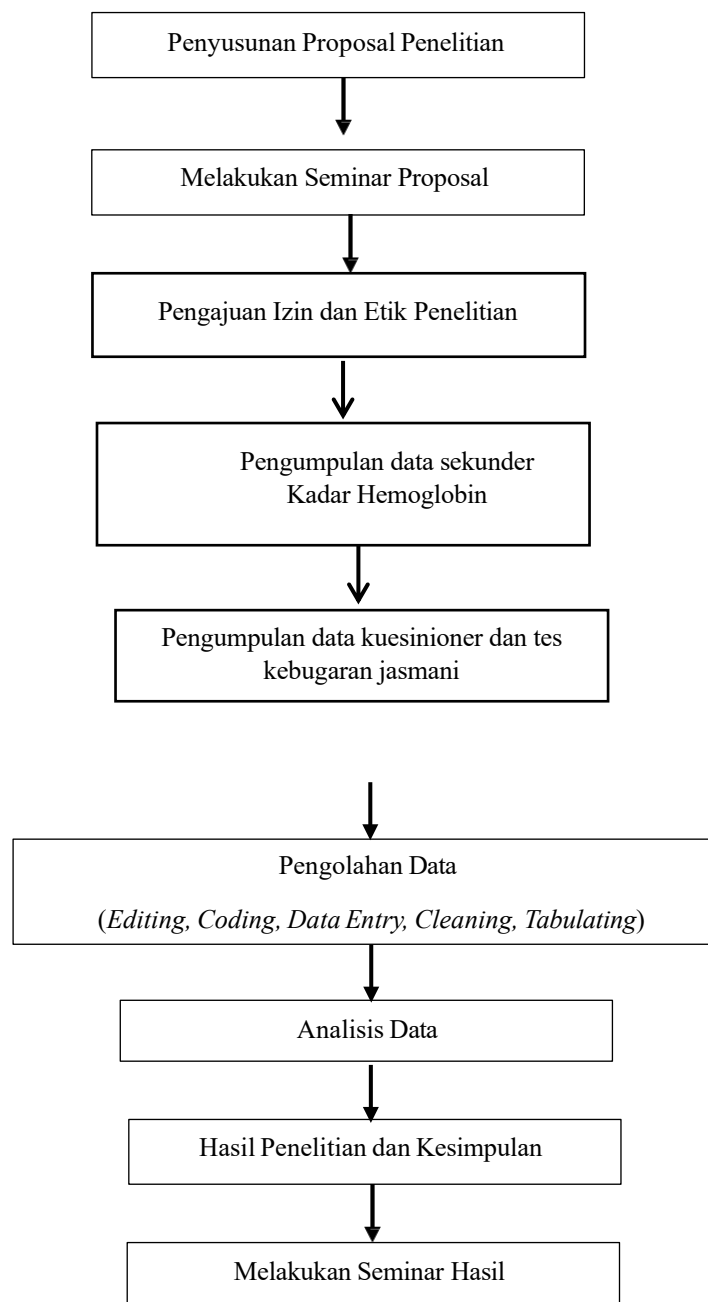 Penyusunan Proposal Penelitian
Melakukan Seminar Proposal
Pengajuan Izin dan Etik Penelitian
Pengumpulan data sekunder
Kadar Hemoglobin
Pengumpulan data kuesinioner dan tes
kebugaran jasmani
Pengolahan Data
(Editing, Coding, Data Entry, Cleaning, Tabulating)
Analisis Data
Hasil Penelitian dan Kesimpulan
Melakukan Seminar Hasil